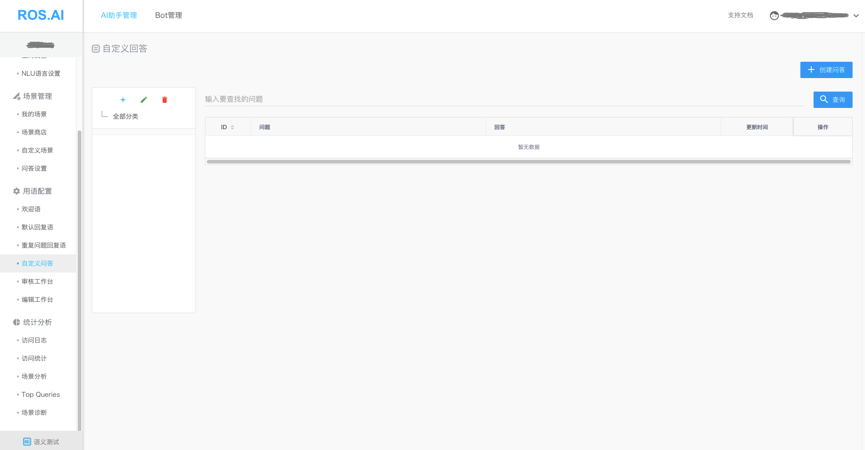 ROS.AI
AI助手管理
Bot管理
支持文档
NLU语言设置
场景管理
我的场景
场景商店
自定义场景
问答设置
用语配置
欢迎语
默认回复语
重复问题回复语
自定义问答
审核工作台
编辑工作台
统计分析
访问日志
访问统计
场景分析
Top Queries
场景诊断
语义测试
自定义回答
创建问答
全部分类
输入要查找的问题
查询
ID 问题 回答 更新时间 操作
暂无数据